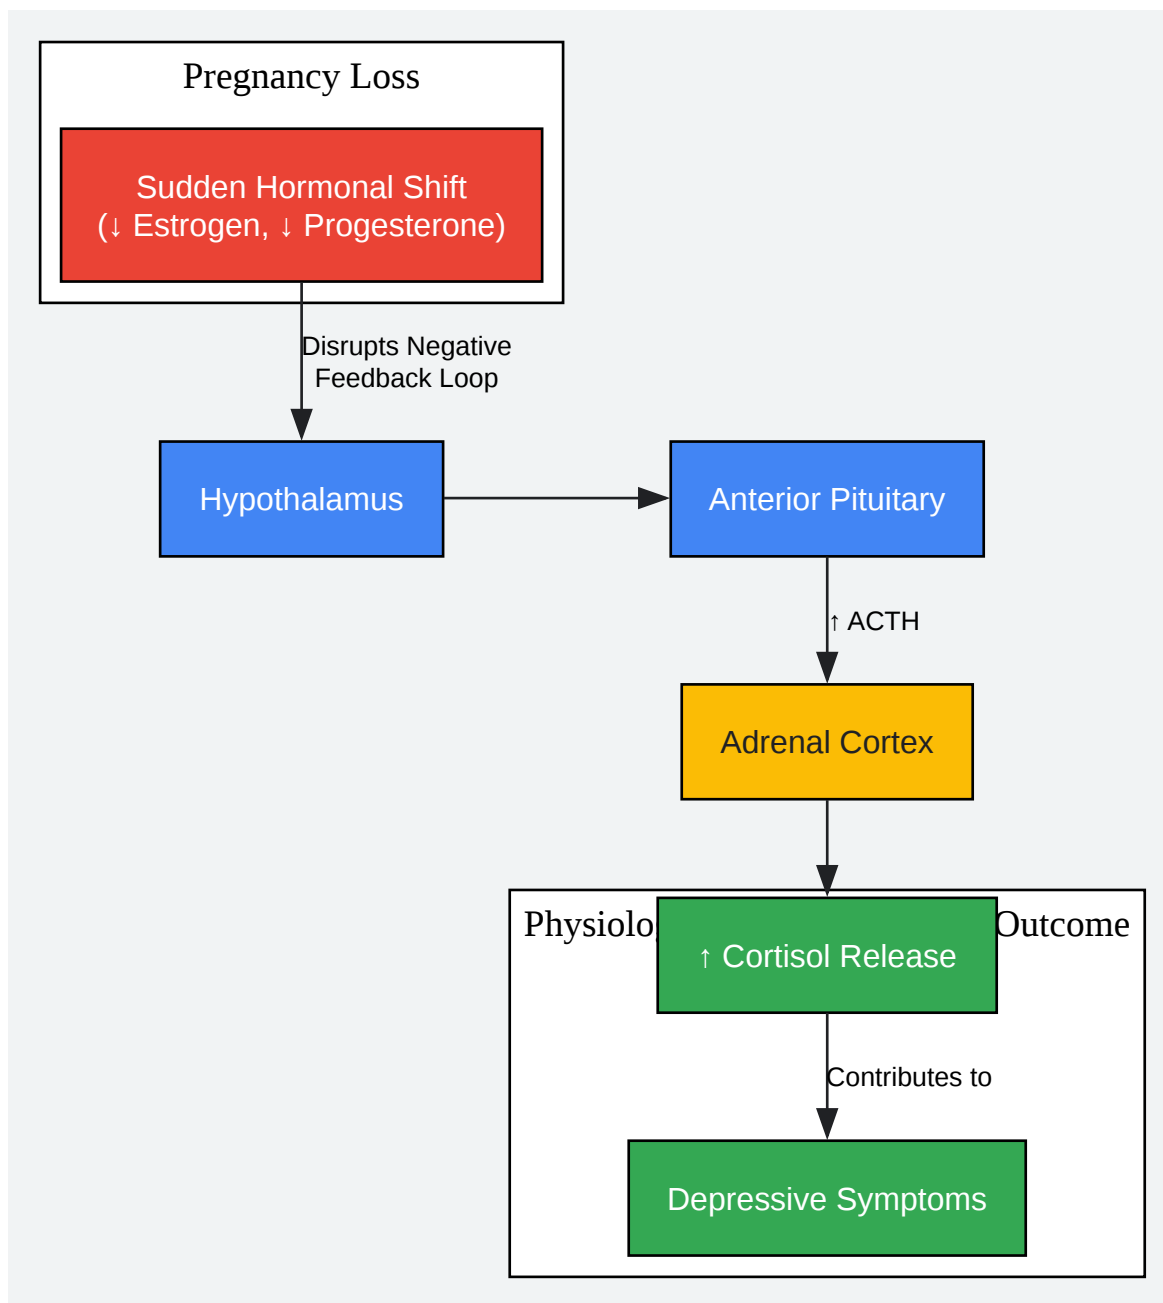 Pregnancy Loss
Sudden Hormonal Shift
(↓ Estrogen, ↓ Progesterone)
Disrupts Negative
Feedback Loop
Hypothalamus
Anterior Pituitary
↑ ACTH
Adrenal Cortex
Outcome
↑ Cortisol Release
Contributes to
Depressive Symptoms